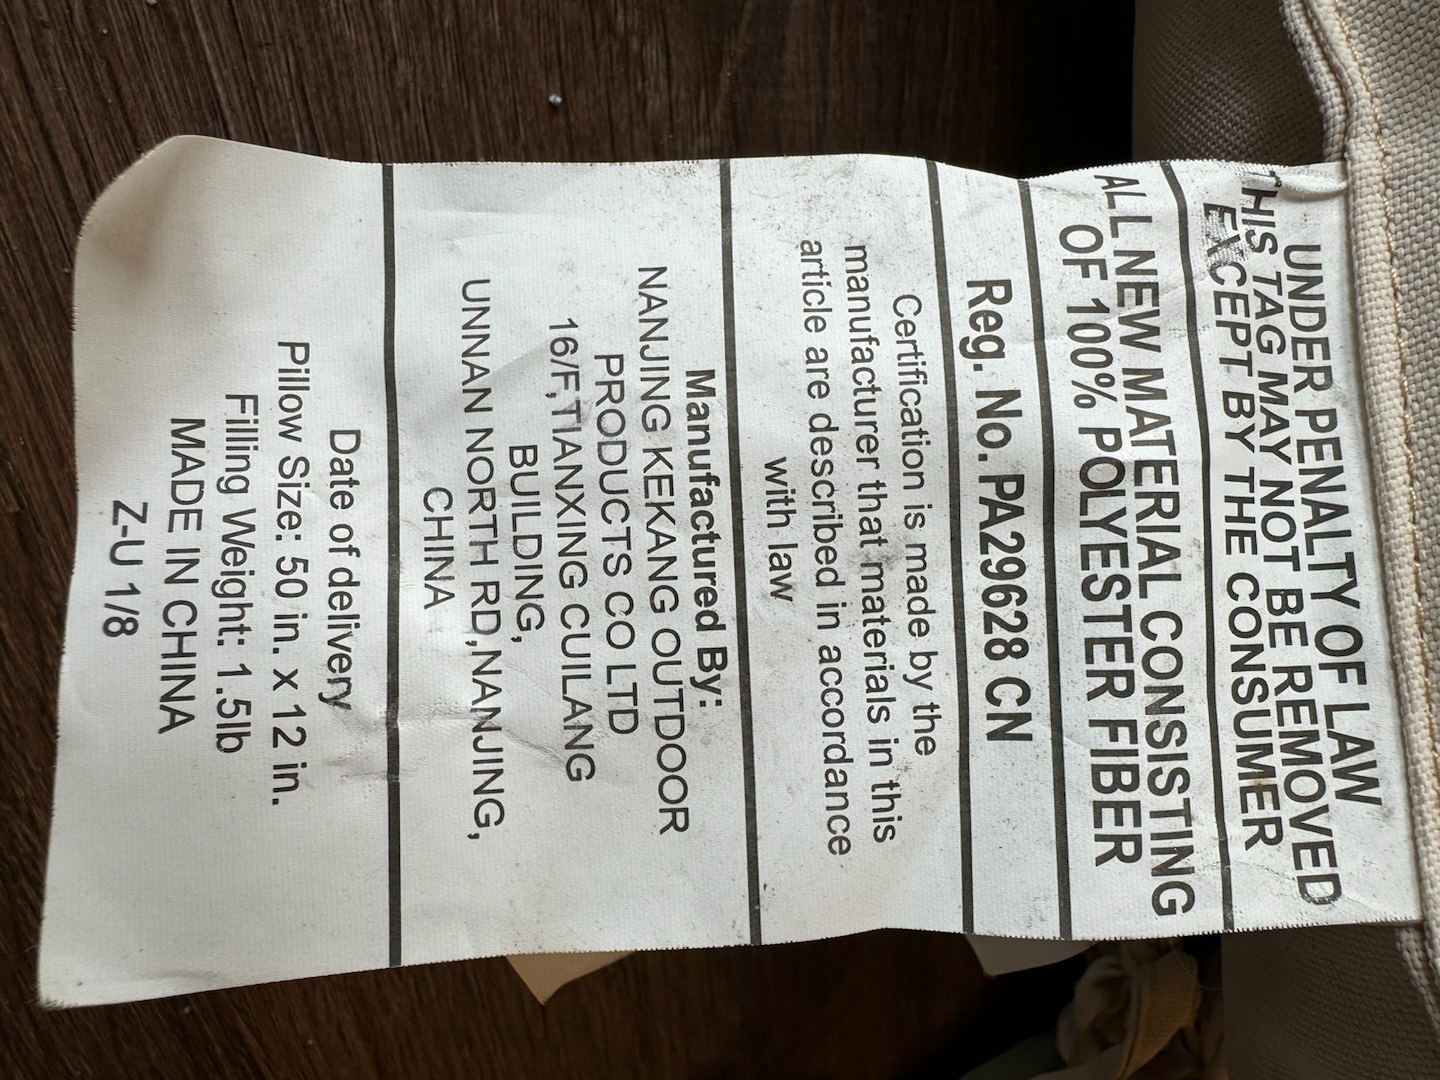 UNDER PENALTY OF LAW
THIS TAG MAY NOT BE REMOVED
EXCEPT BY THE CONSUMER
ALL NEW MATERIAL CONSISTING
OF 100% POLYESTER FIBER
Reg. No. PA29628 CN
Certification is made by the
manufacturer that materials in this
article are described in accordance
with law
Manufactured By:
NANJING KEKANG OUTDOOR
PRODUCTS CO LTD
16/F,TIANXING CUILANG
BUILDING,
UNNAN NORTH RD,NANJING,
CHINA
Date of delivery
Pillow Size: 50 in. x 12 in.
Filling Weight: 1.5lb
MADE IN CHINA
Z-U 1/8